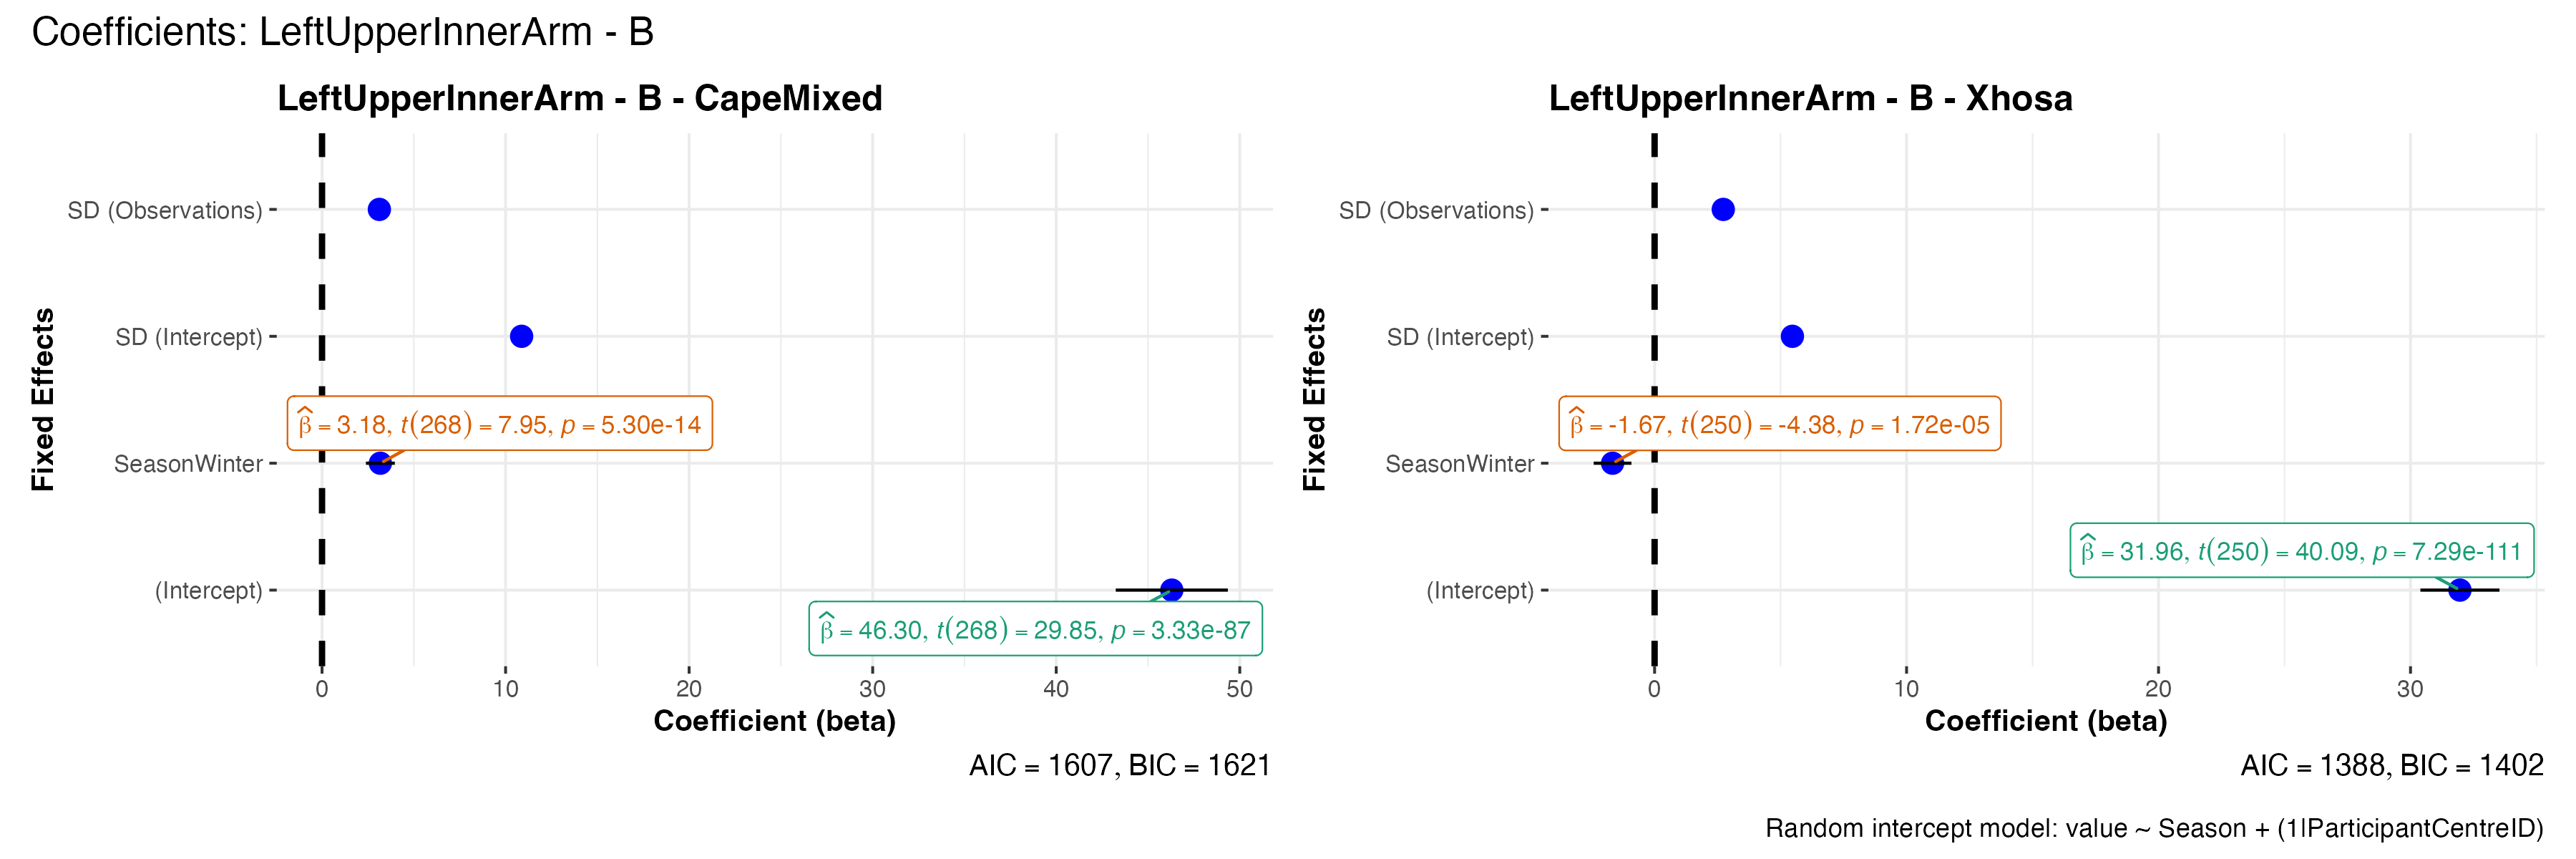 Coefficients: LeftUpperInnerArm - B
LeftUpperInnerArm - B - CapeMixed
Fixed Effects
SD (Observations)
SD (Intercept)
β̂ = 3.18, t(268) = 7.95, p = 5.30e-14
SeasonWinter
(Intercept)
β̂ = 46.30, t(268) = 29.85, p = 3.33e-87
0 10 20 30 40 50
Coefficient (beta)
AIC = 1607, BIC = 1621
LeftUpperInnerArm - B - Xhosa
Fixed Effects
SD (Observations)
SD (Intercept)
β̂ = -1.67, t(250) = -4.38, p = 1.72e-05
SeasonWinter
β̂ = 31.96, t(250) = 40.09, p = 7.29e-111
(Intercept)
0 10 20 30
Coefficient (beta)
AIC = 1388, BIC = 1402
Random intercept model: value ~ Season + (1|ParticipantCentreID)